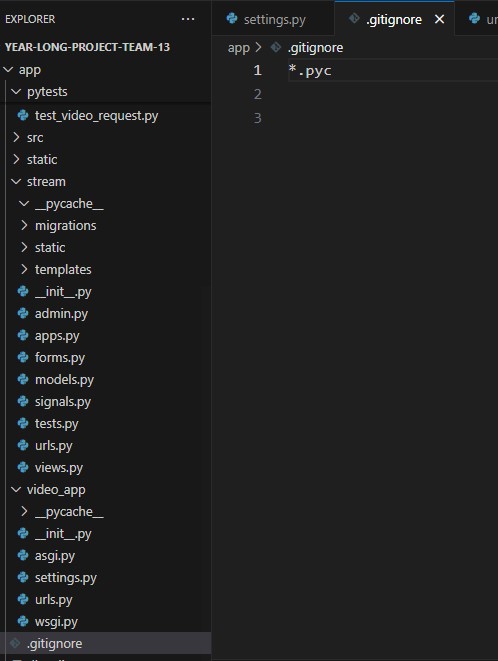 EXPLORER ···
YEAR-LONG-PROJECT-TEAM-13
app
pytests
test_video_request.py
src
static
stream
__pycache__
migrations
static
templates
__init__.py
admin.py
apps.py
forms.py
models.py
signals.py
tests.py
urls.py
views.py
video_app
__pycache__
__init__.py
asgi.py
settings.py
urls.py
wsgi.py
.gitignore
settings.py .gitignore ur
app > .gitignore
1 *.pyc
2
3